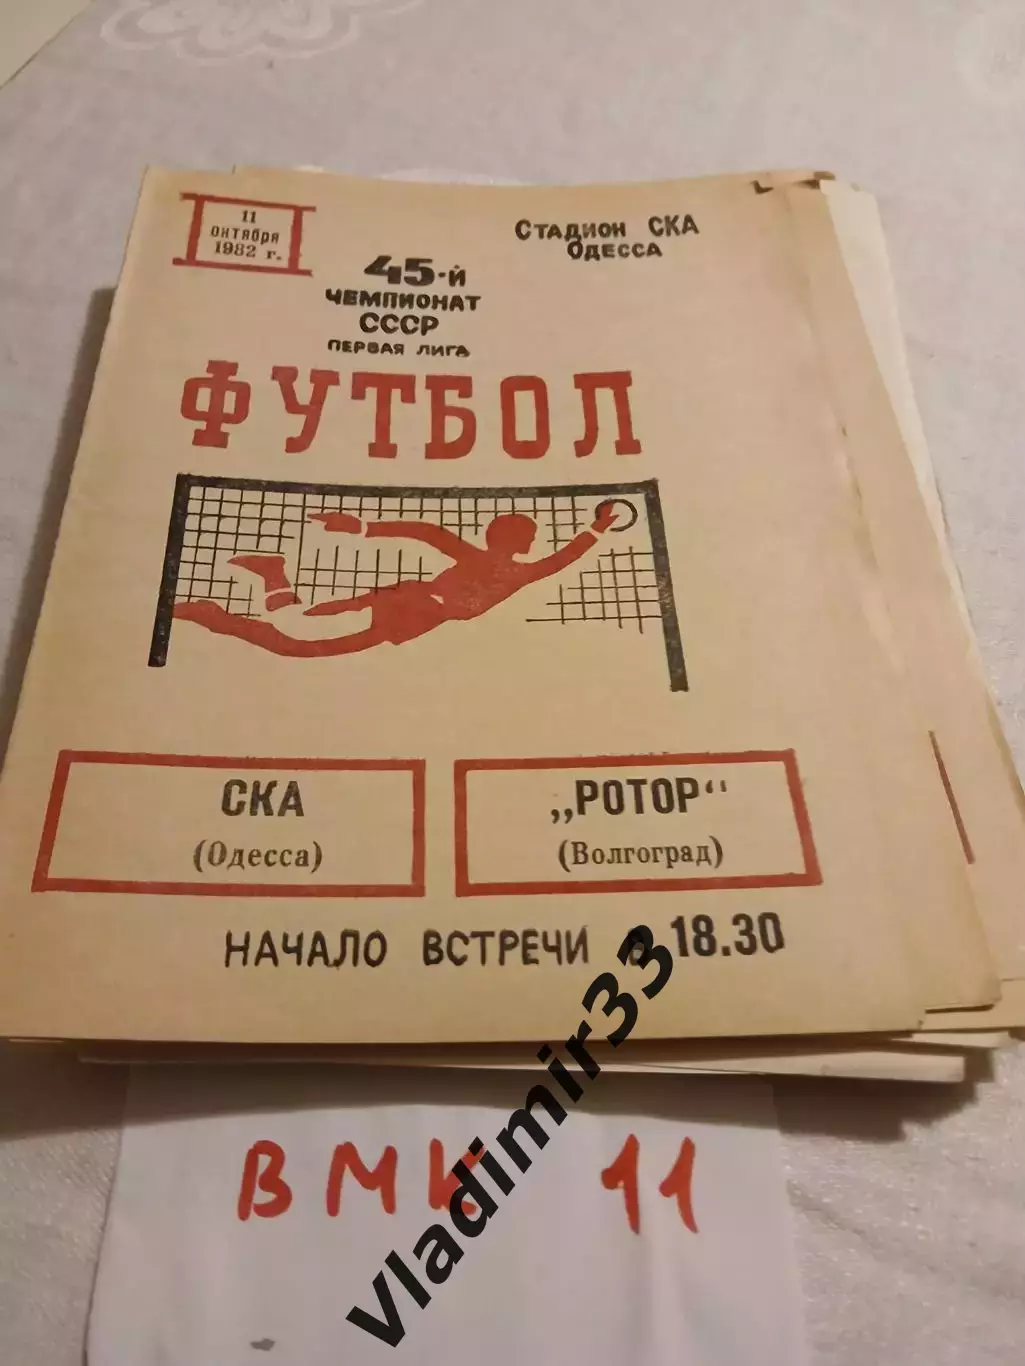 11
октября
1982 г.
Стадион СКА
Одесса
45-й
чемпионат
СССР
первая лига
ФУТБОЛ
СКА
(Одесса)
„РОТОР"
(Волгоград)
НАЧАЛО ВСТРЕЧИ в 18.30
ВМК 11
Vladimir33